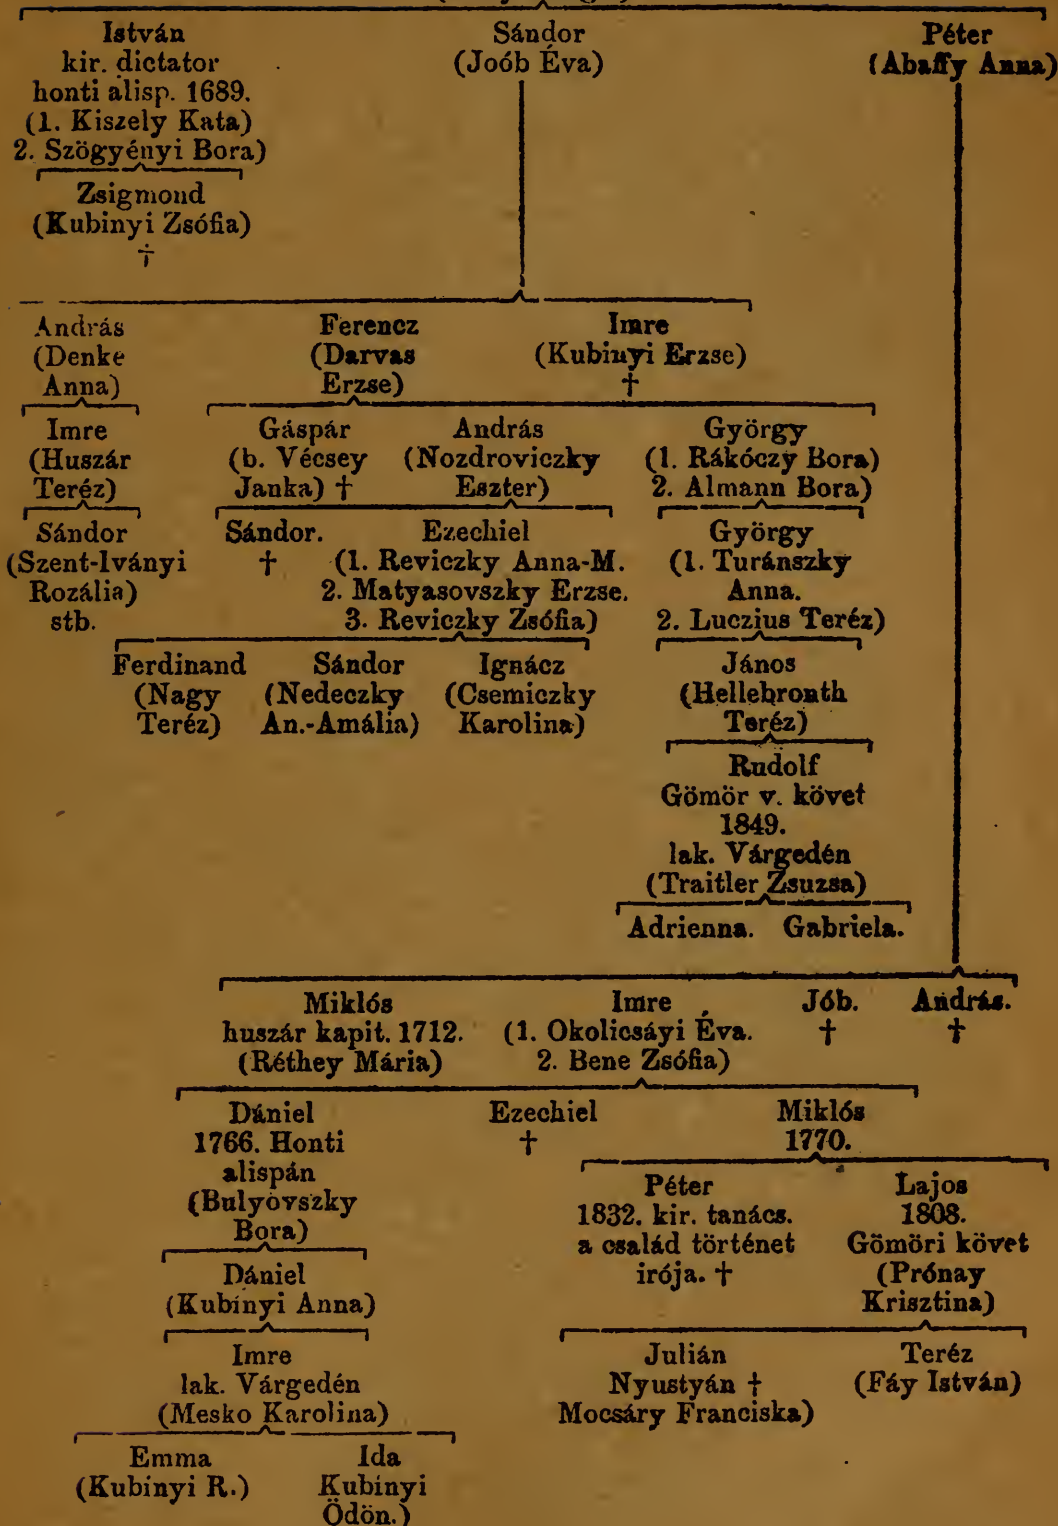 István
kir. dictator
honti alisp. 1689.
(1. Kiszely Kata)
2. Szögyényi Bora)
Sándor
(Joób Éva)
Péter
(Abaffy Anna)
Zsigmond
(Kubinyi Zsófia)
†
András
(Denke
Anna)
Ferencz
(Darvas
Erzse)
Imre
(Kubinyi Erzse)
†
Imre
(Huszár
Teréz)
Gáspár
(b. Vécsey
Janka) †
András
(Nozdroviczky
Eszter)
György
(1. Rákóczy Bora)
2. Almann Bora)
Sándor
(Szent-Iványi
Rozália)
stb.
Sándor.
†
Ezechiel
(1. Reviczky Anna-M.
2. Matyasovszky Erzse.
3. Reviczky Zsófia)
György
(1. Turánszky
Anna.
2. Luczius Teréz)
Ferdinand
(Nagy
Teréz)
Sándor
(Nedeczky
An.-Amália)
Ignácz
(Csemiczky
Karolina)
János
(Hellebronth
Teréz)
Rudolf
Gömör v. követ
1849.
lak. Várgedén
(Traitler Zsuzsa)
Adrienna. Gabriela.
Miklós
huszár kapit. 1712.
(Réthey Mária)
Imre
(1. Okolicsáyi Éva.
2. Bene Zsófia)
Jób.
†
András.
†
Dániel
1766. Honti
alispán
(Bulyovszky
Bora)
Ezechiel
†
Miklós
1770.
Péter
1832. kir. tanács.
a család történet
irója. †
Lajos
1808.
Gömöri követ
(Prónay
Krisztina)
Dániel
(Kubínyi Anna)
Imre
lak. Várgedén
(Mesko Karolina)
Julián
Nyustyán †
Mocsáry Franciska)
Teréz
(Fáy István)
Emma
(Kubínyi R.)
Ida
Kubínyi
Ödön.)